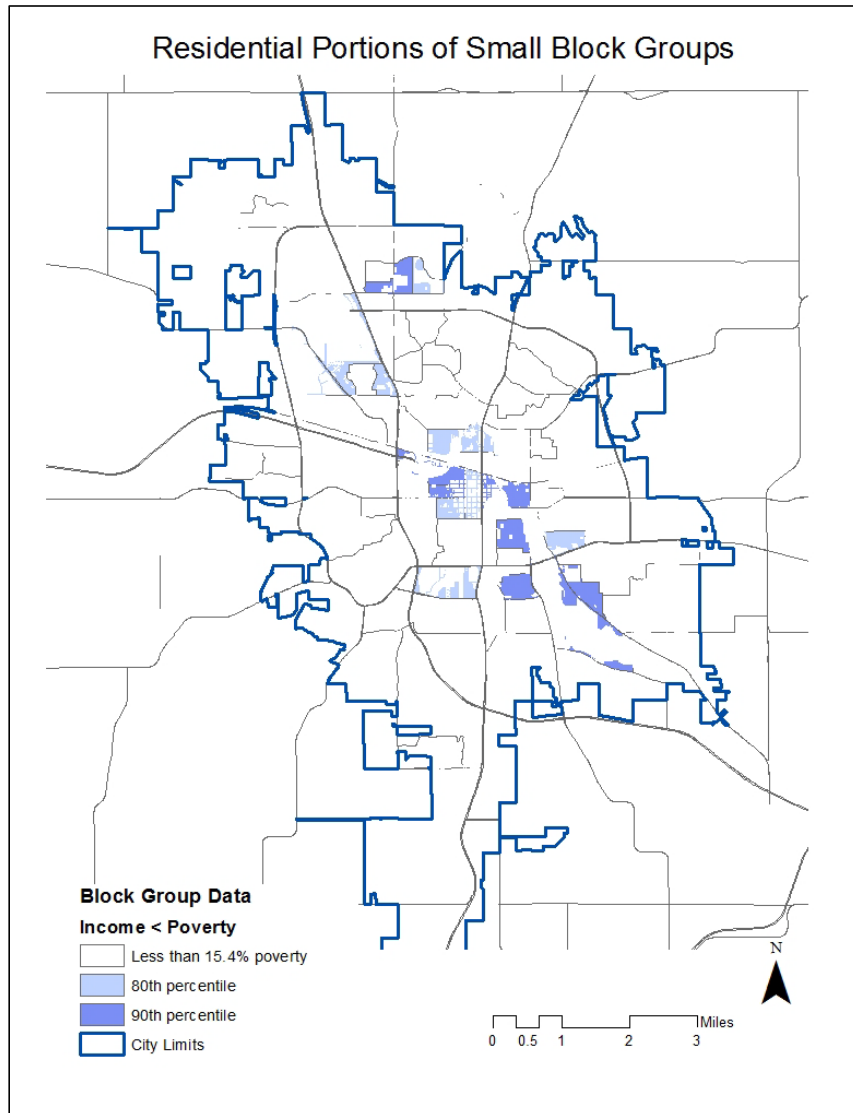 Residential Portions of Small Block Groups
Block Group Data
Income < Poverty
Less than 15.4% poverty
80th percentile
90th percentile
City Limits
N
Miles
0 0.5 1 2 3